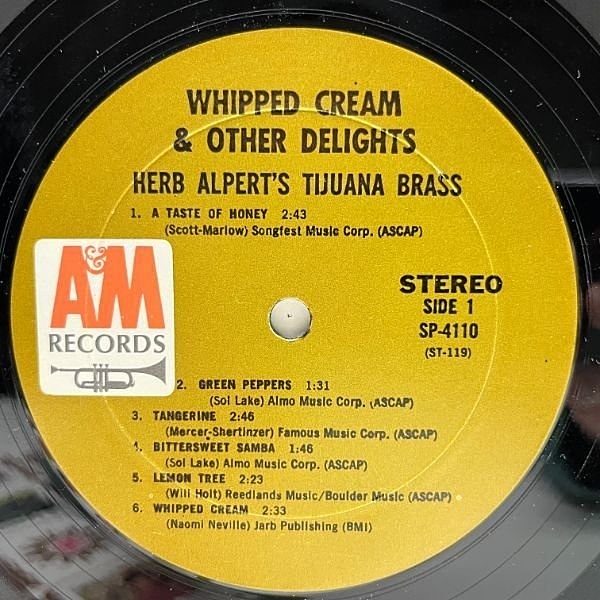 WHIPPED CREAM
& OTHER DELIGHTS
HERB ALPERT'S TIJUANA BRASS
1. A TASTE OF HONEY 2:43
(Scott-Marlow) Songfest Music Corp. (ASCAP)
A&M
RECORDS
STEREO
SIDE 1
SP-4110
(ST-119)
2. GREEN PEPPERS 1:31
(Sol Lake) Almo Music Corp. (ASCAP)
3. TANGERINE 2:46
(Mercer-Shertinzer) Famous Music Corp. (ASCAP)
4. BITTERSWEET SAMBA 1:46
(Sol Lake) Almo Music Corp. (ASCAP)
5. LEMON TREE 2:23
(Will Holt) Reedlands Music/Boulder Music (ASCAP)
6. WHIPPED CREAM 2:33
(Naomi Neville) Jarb Publishing (BMI)